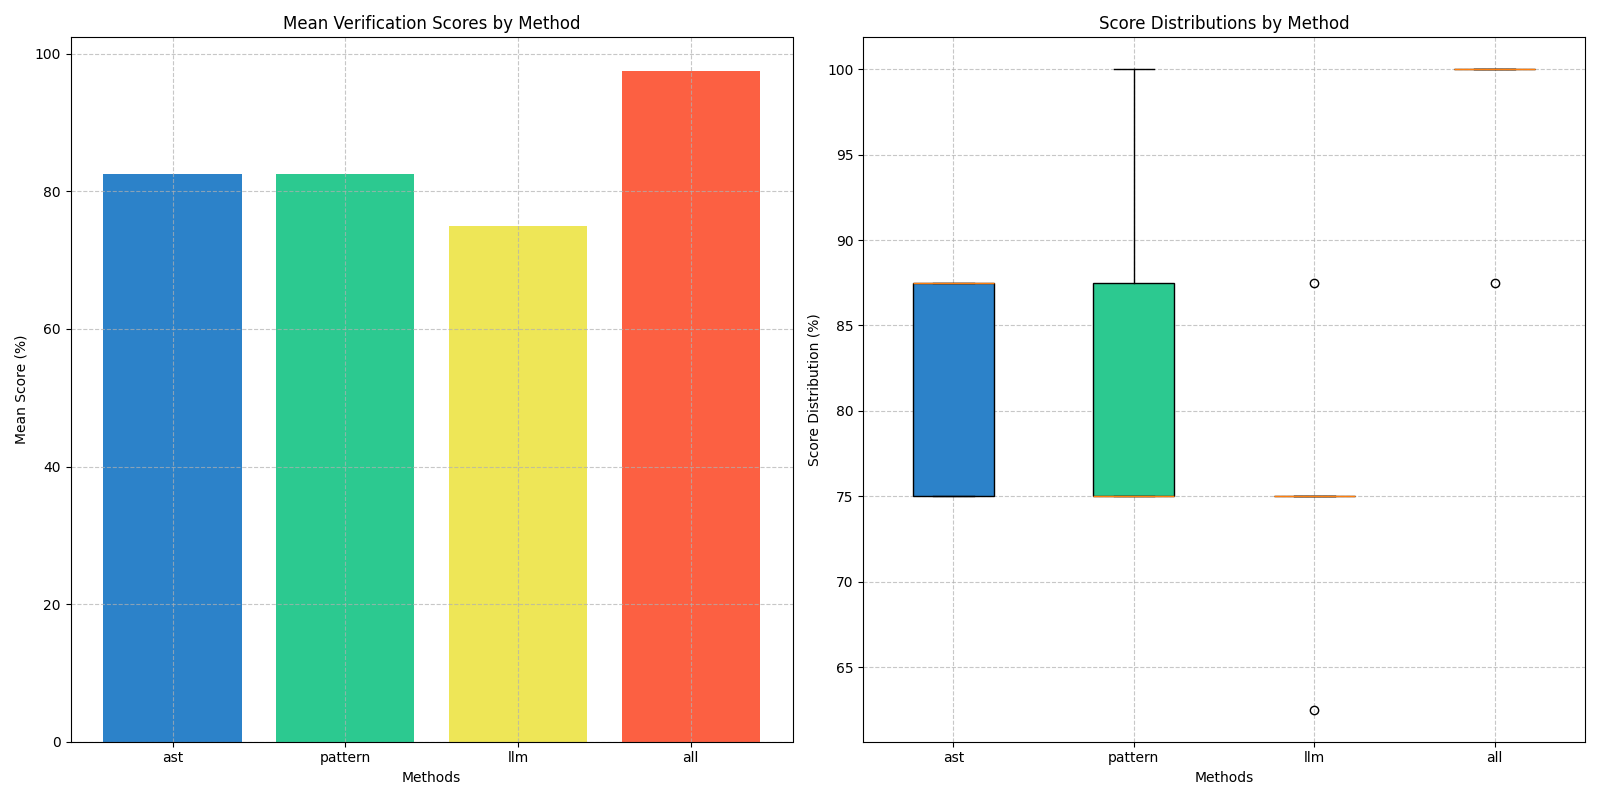 Mean Verification Scores by Method
100
80
60
40
20
0
Mean Score (%)
ast pattern llm all
Methods
Score Distributions by Method
100
95
90
85
80
75
70
65
Score Distribution (%)
ast pattern llm all
Methods